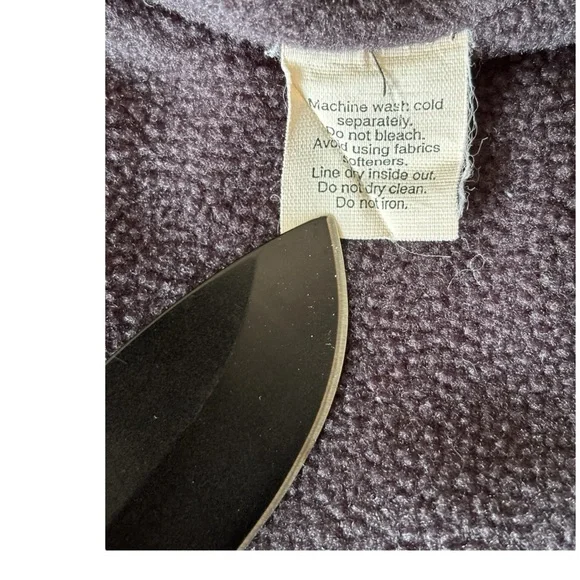 Machine wash cold
separately.
Do not bleach.
Avoid using fabrics
softeners.
Line dry inside out.
Do not dry clean.
Do not iron.